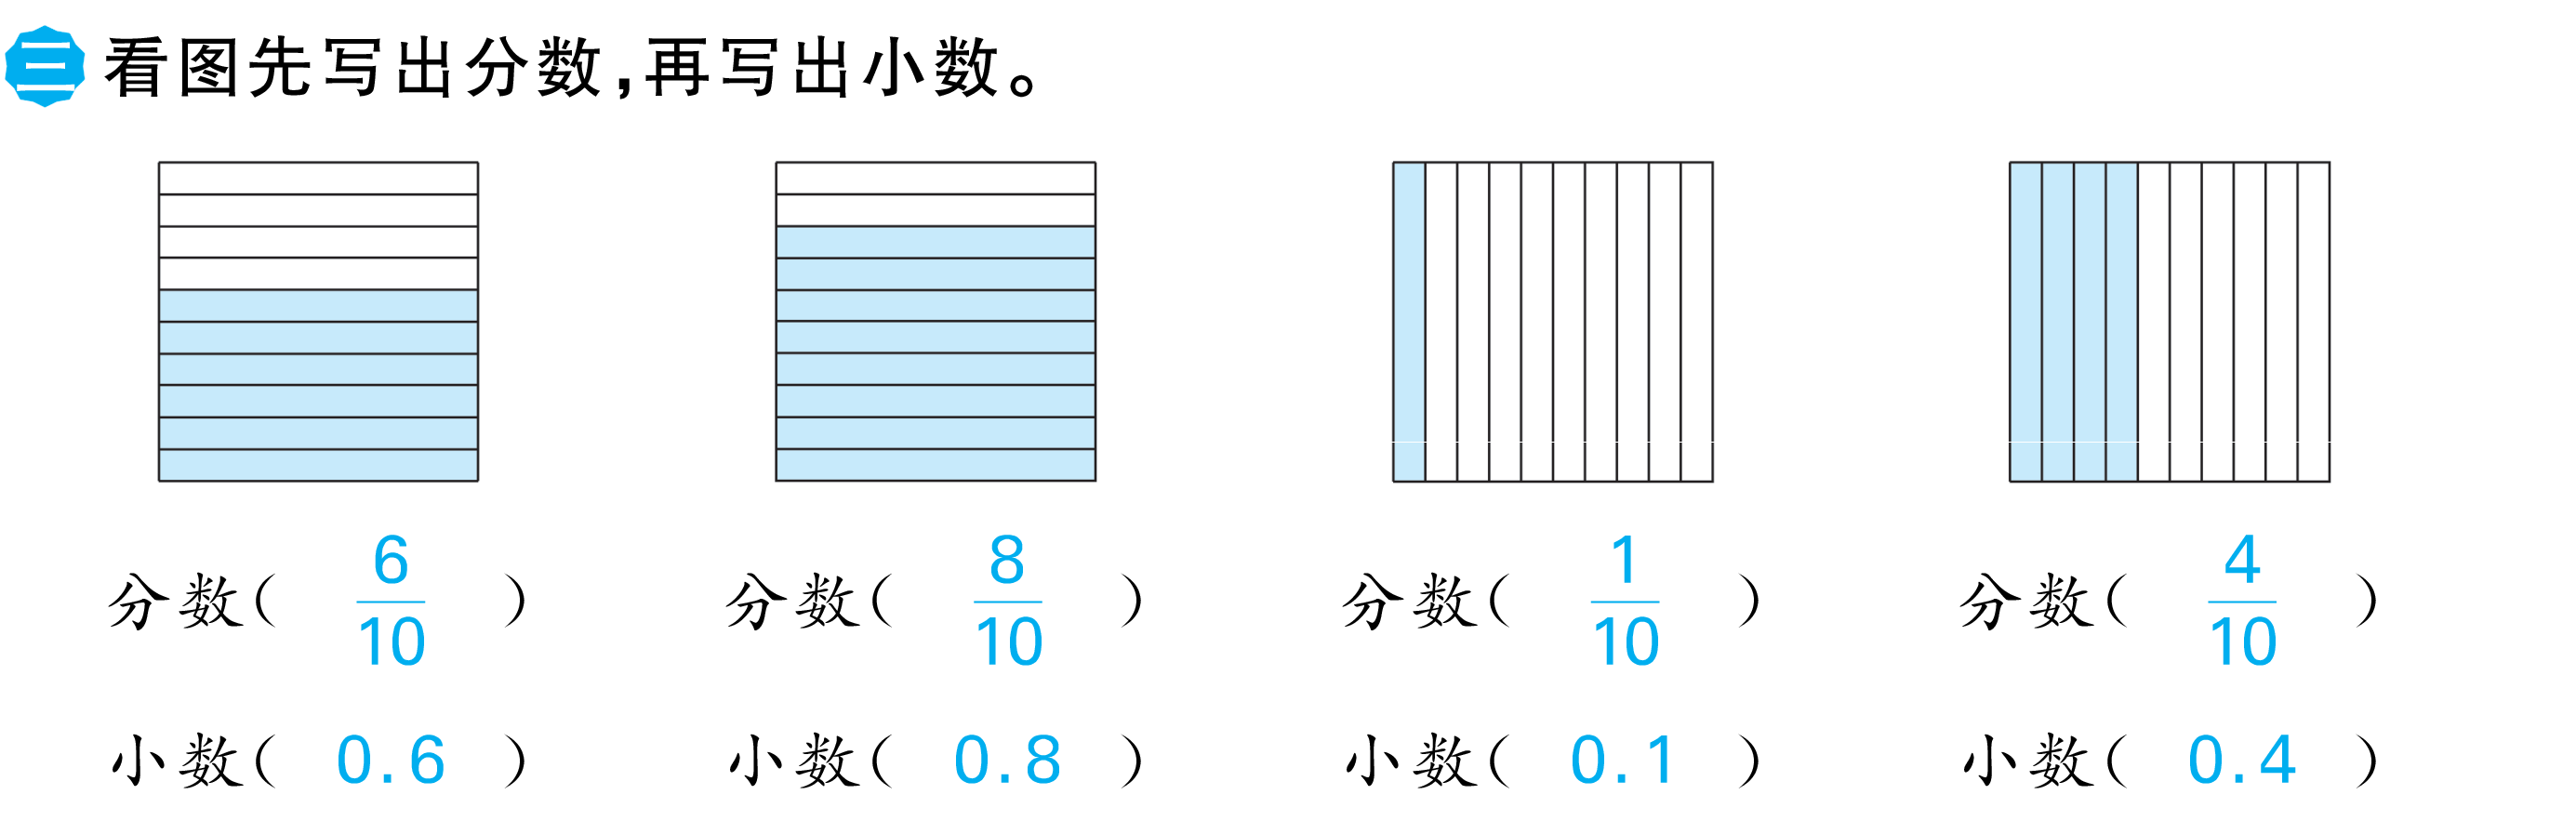 三 看图先写出分数,再写出小数。
分数( 6/10 ) 分数( 8/10 ) 分数( 1/10 ) 分数( 4/10 )
小数( 0.6 ) 小数( 0.8 ) 小数( 0.1 ) 小数( 0.4 )